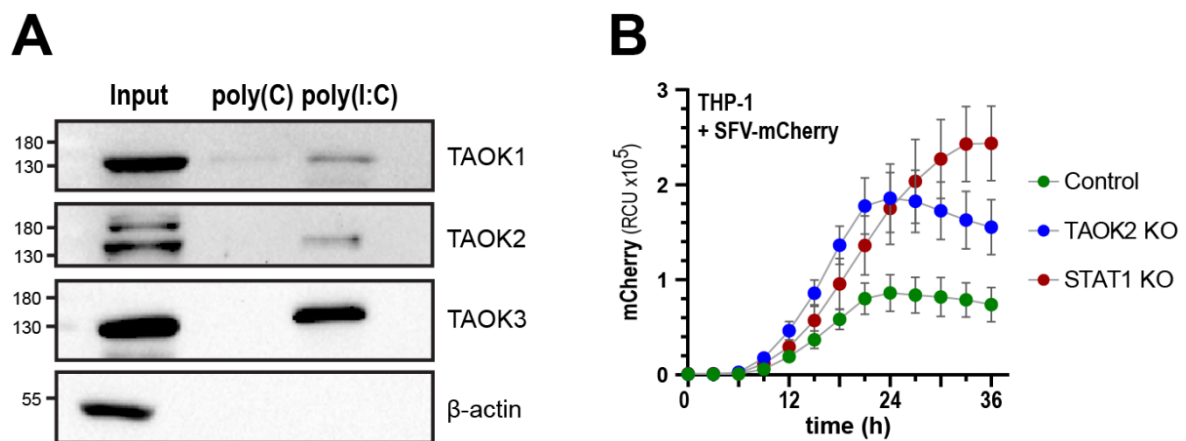 A
Input poly(C) poly(I:C)
180
130
TAOK1
180
130
TAOK2
180
130
TAOK3
55
β-actin
B
mCherry (RCU x10⁵)
3
2
1
0
THP-1
+ SFV-mCherry
0 12 24 36
time (h)
Control
TAOK2 KO
STAT1 KO